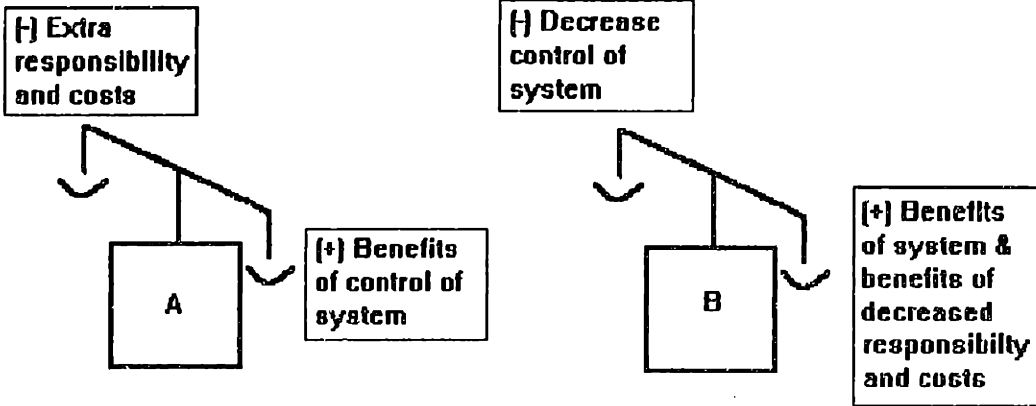 (-) Extra
responsibility
and costs
(-) Decrease
control of
system
(+) Benefits
of control of
system
A
(+) Benefits
of system &
benefits of
decreased
responsibilty
and costs
B